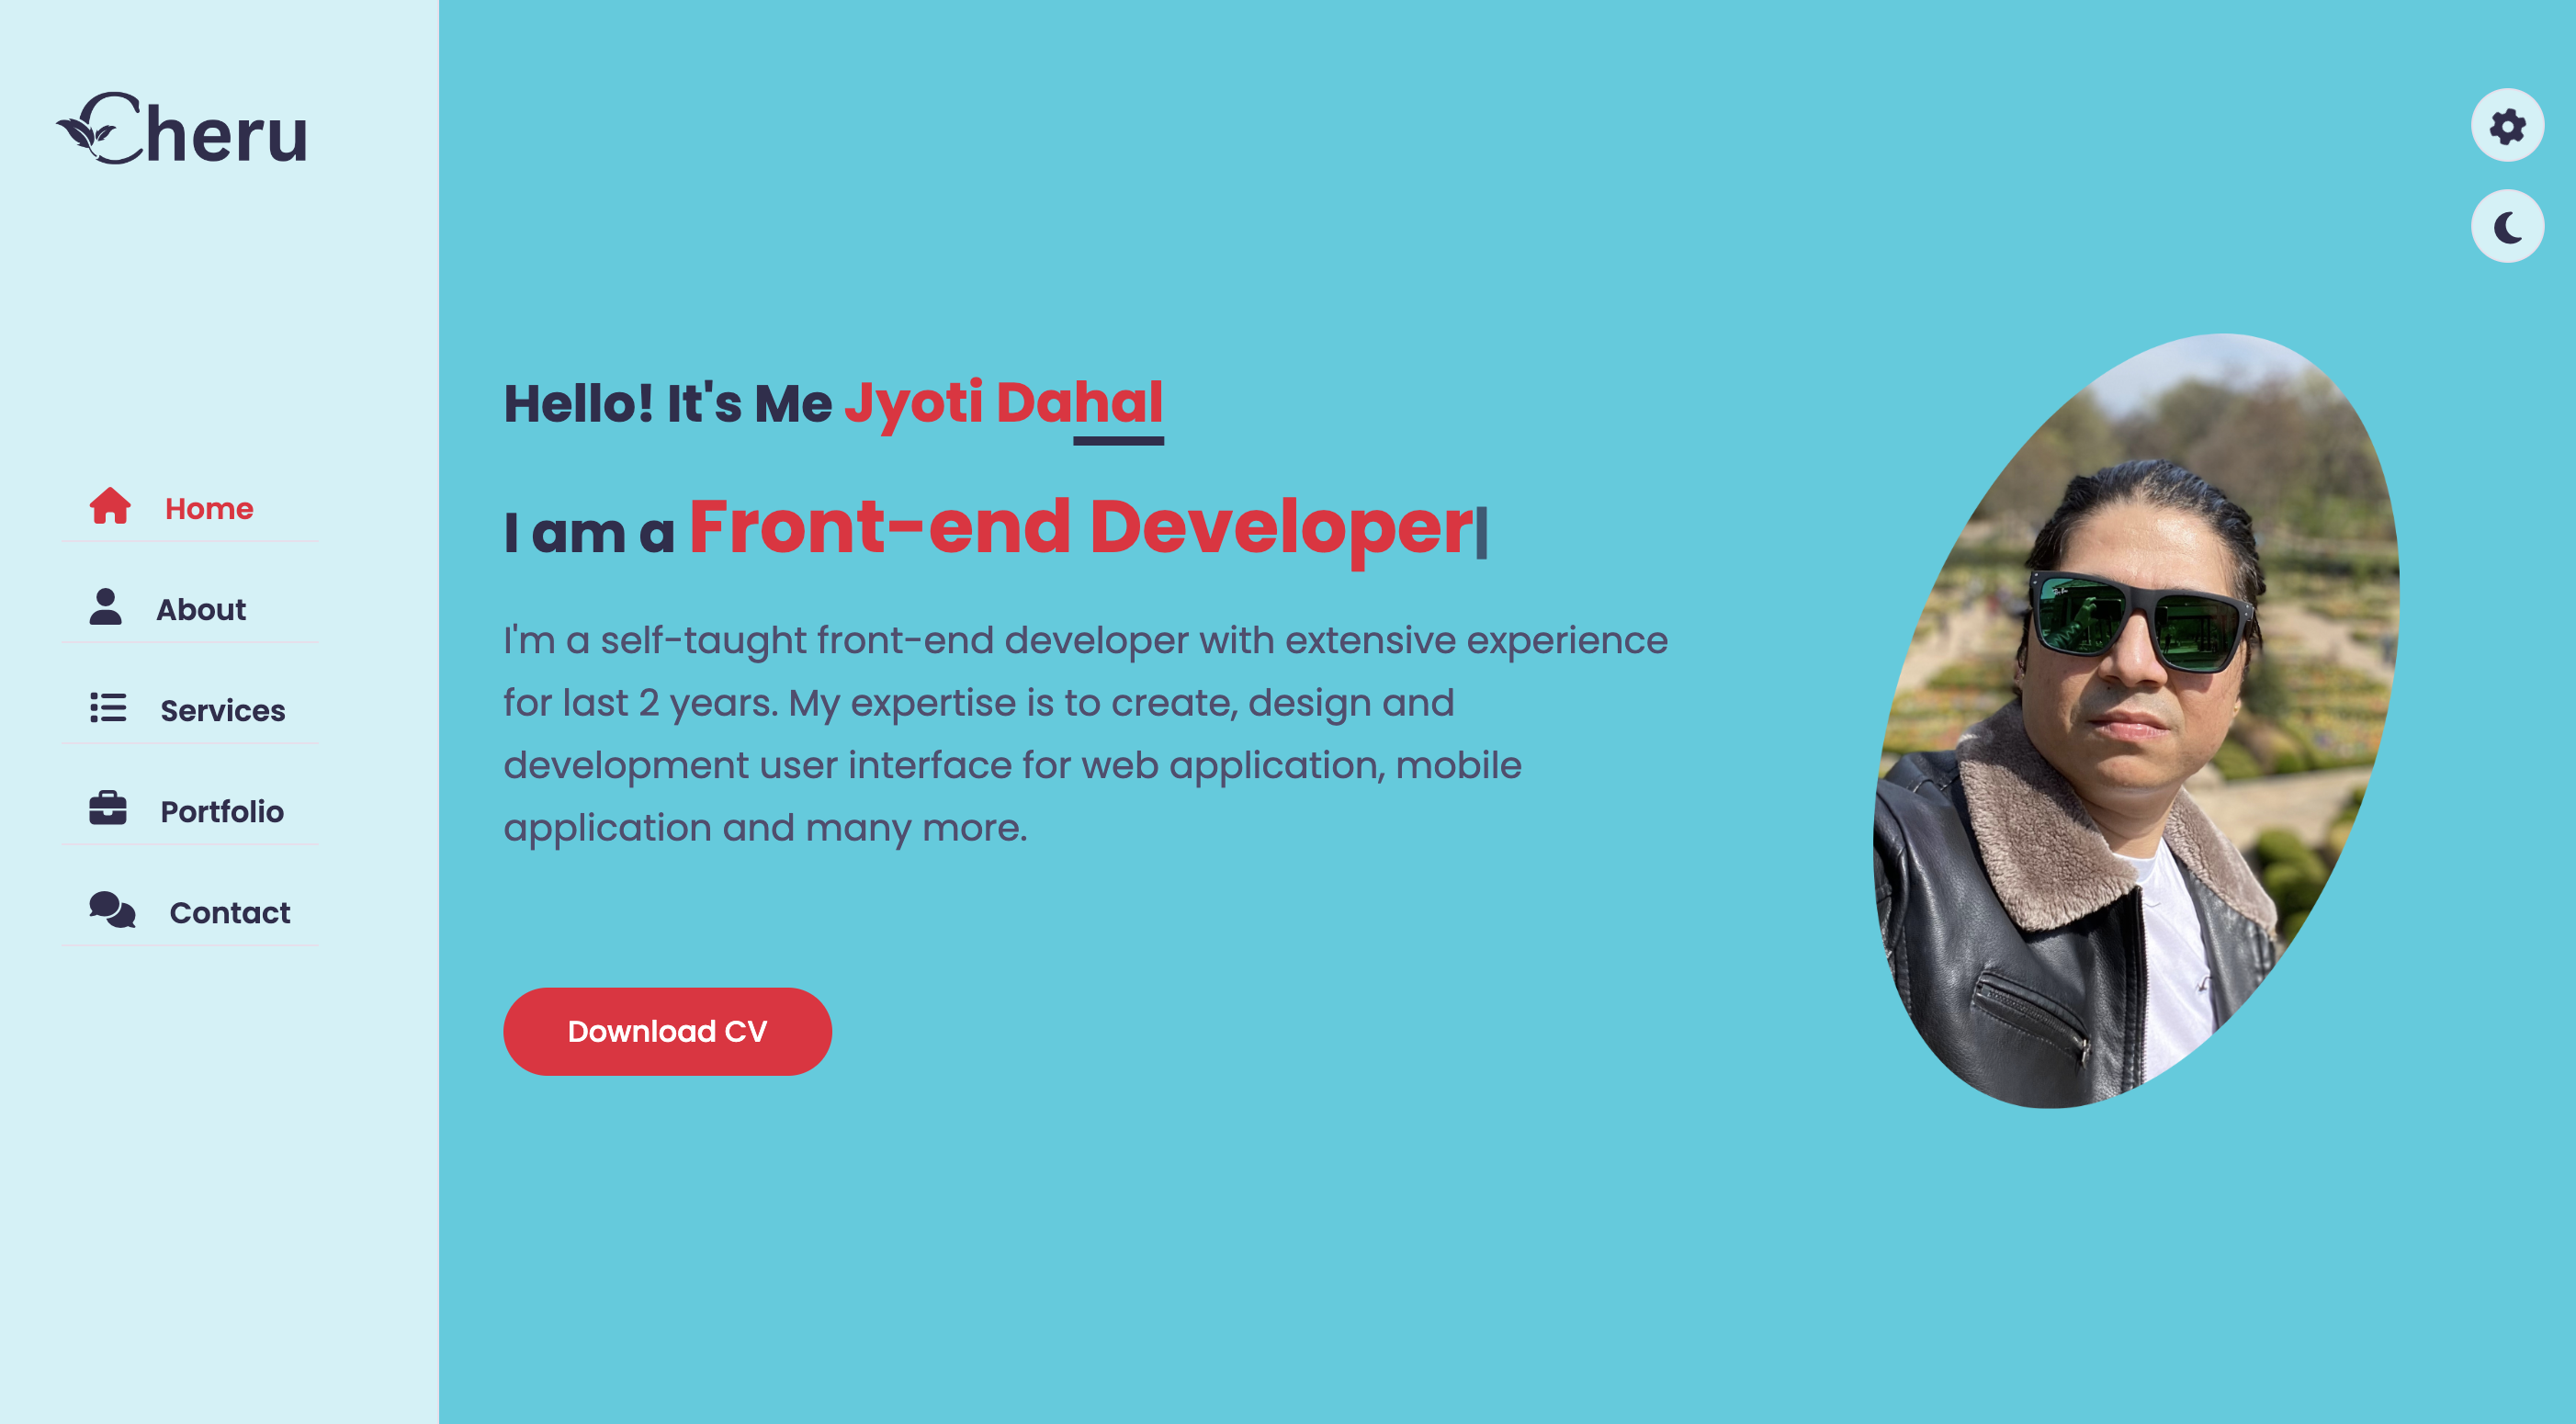 Cheru
Home
About
Services
Portfolio
Contact
Hello! It's Me Jyoti Dahal
I am a Front-end Developer|
I'm a self-taught front-end developer with extensive experience
for last 2 years. My expertise is to create, design and
development user interface for web application, mobile
application and many more.
Download CV